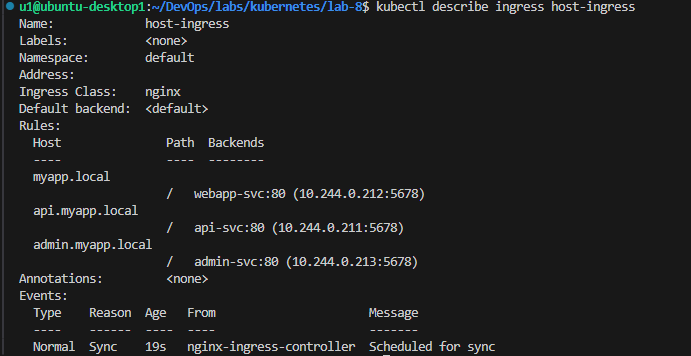 u1@ubuntu-desktop1:~/DevOps/labs/kubernetes/lab-8$ kubectl describe ingress host-ingress
Name:             host-ingress
Labels:           <none>
Namespace:        default
Address:
Ingress Class:    nginx
Default backend:  <default>
Rules:
  Host               Path  Backends
  ----               ----  --------
  myapp.local
                     /   webapp-svc:80 (10.244.0.212:5678)
  api.myapp.local
                     /   api-svc:80 (10.244.0.211:5678)
  admin.myapp.local
                     /   admin-svc:80 (10.244.0.213:5678)
Annotations:         <none>
Events:
  Type    Reason  Age   From                      Message
  ----    ------  ----  ----                      -------
  Normal  Sync    19s   nginx-ingress-controller  Scheduled for sync